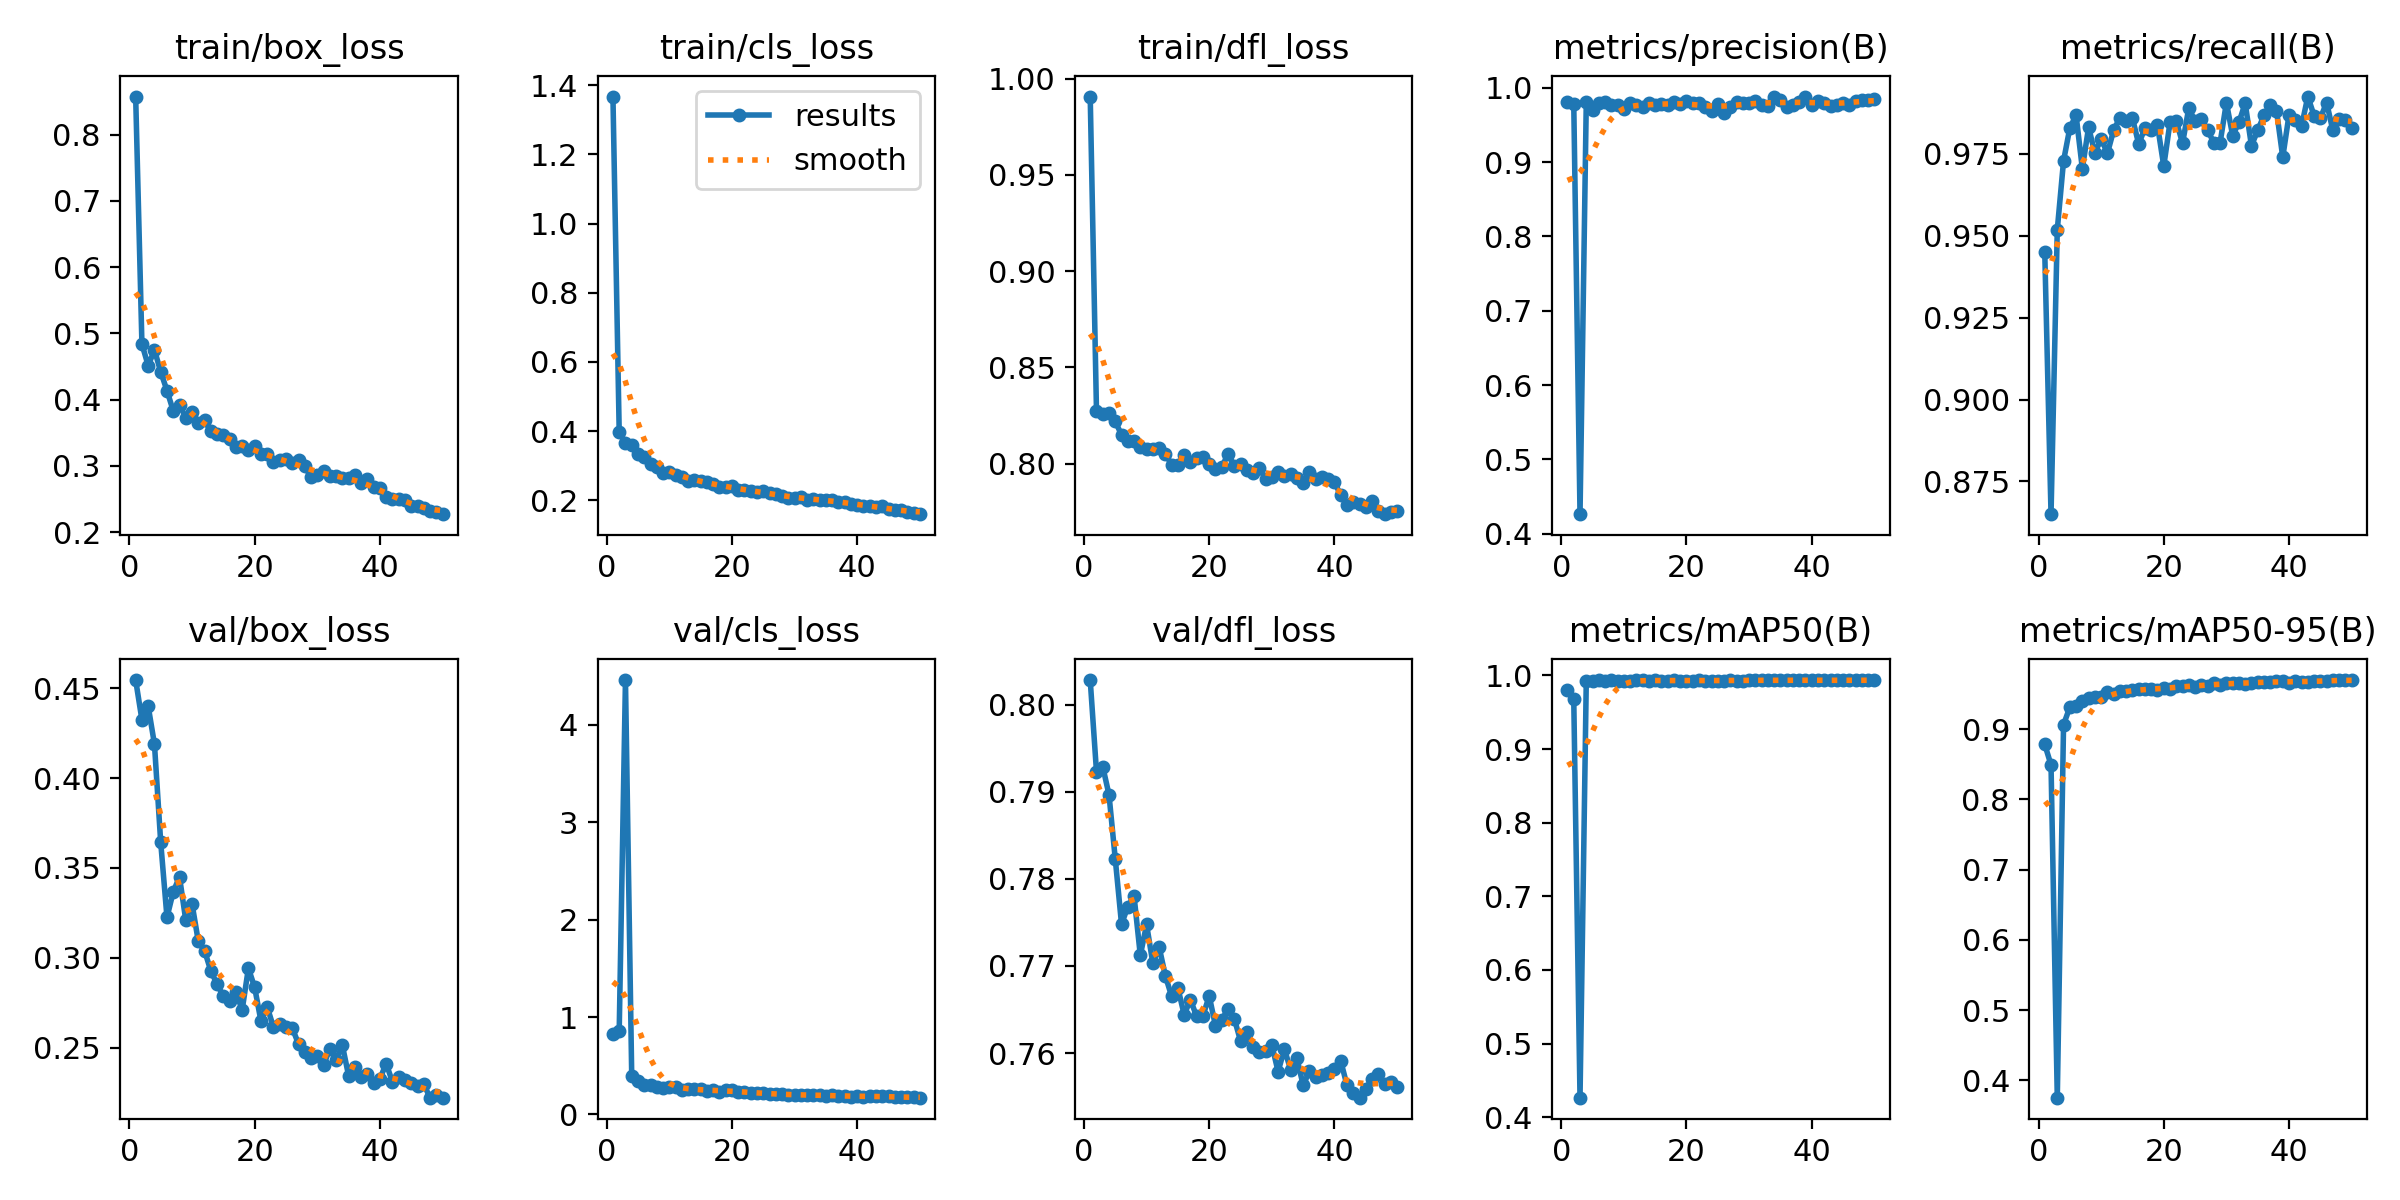 train/box_loss
0.8
0.7
0.6
0.5
0.4
0.3
0.2
0 20 40
train/cls_loss
results
smooth
1.4
1.2
1.0
0.8
0.6
0.4
0.2
0 20 40
train/dfl_loss
1.00
0.95
0.90
0.85
0.80
0 20 40
metrics/precision(B)
1.0
0.9
0.8
0.7
0.6
0.5
0.4
0 20 40
metrics/recall(B)
0.975
0.950
0.925
0.900
0.875
0 20 40
val/box_loss
0.45
0.40
0.35
0.30
0.25
0 20 40
val/cls_loss
4
3
2
1
0
0 20 40
val/dfl_loss
0.80
0.79
0.78
0.77
0.76
0 20 40
metrics/mAP50(B)
1.0
0.9
0.8
0.7
0.6
0.5
0.4
0 20 40
metrics/mAP50-95(B)
0.9
0.8
0.7
0.6
0.5
0.4
0 20 40